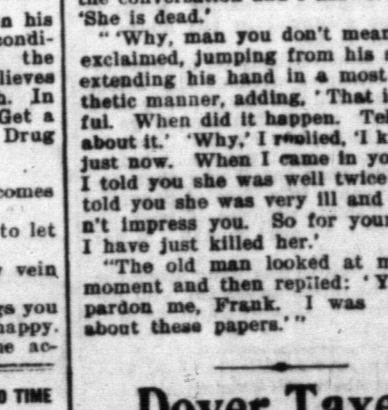 n his
condi-
the
lieves
h. In
Get a
Drug
comes
to let
vein
gs you
happy.
he ac-
D TIME
'She is dead.'
" 'Why, man you don't mean
exclaimed, jumping from his
extending his hand in a most
thetic manner, adding, 'That i
ful. When did it happen. Tel
about it.' 'Why,' I replied, 'I k
just now. When I came in yo
I told you she was well twice
told you she was very ill and
n't impress you. So for your
I have just killed her.'
"The old man looked at m
moment and then replied: 'Y
pardon me, Frank. I was
about these papers.' "
Dover Taxe